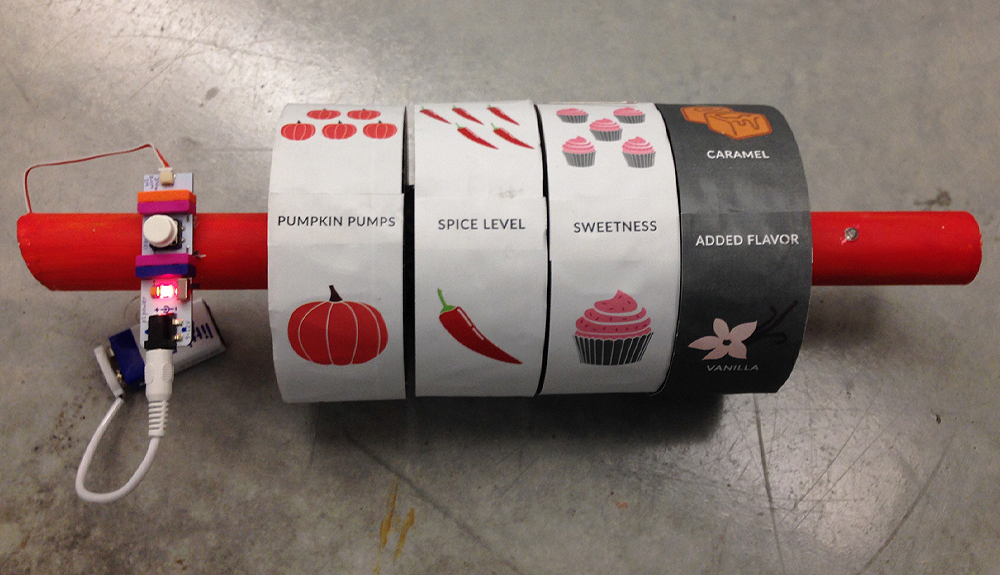 CARAMEL
PUMPKIN PUMPS
SPICE LEVEL
SWEETNESS
ADDED FLAVOR
VANILLA